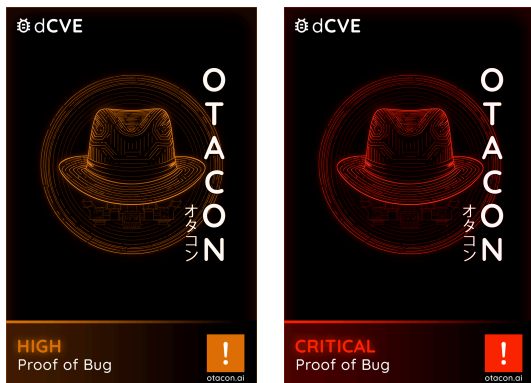 dCVE
OTACON
オタコン
HIGH
Proof of Bug
!
otacon.ai
dCVE
OTACON
オタコン
CRITICAL
Proof of Bug
!
otacon.ai